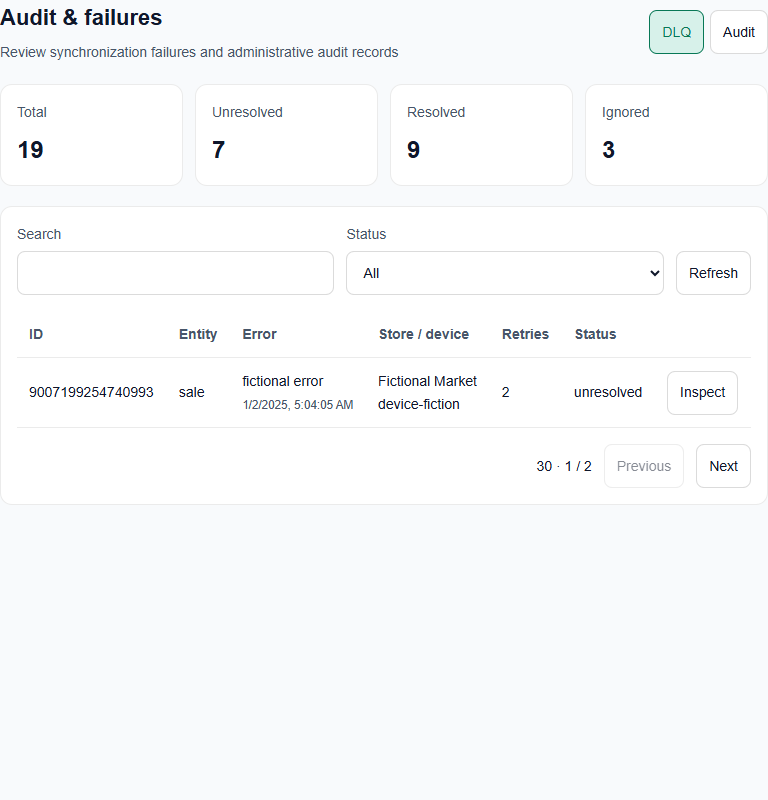 Audit & failures
Review synchronization failures and administrative audit records
DLQ
Audit
Total
19
Unresolved
7
Resolved
9
Ignored
3
Search
Status
All
Refresh
ID Entity Error Store / device Retries Status
9007199254740993 sale fictional error Fictional Market 2 unresolved Inspect
1/2/2025, 5:04:05 AM device-fiction
30 · 1 / 2 Previous Next